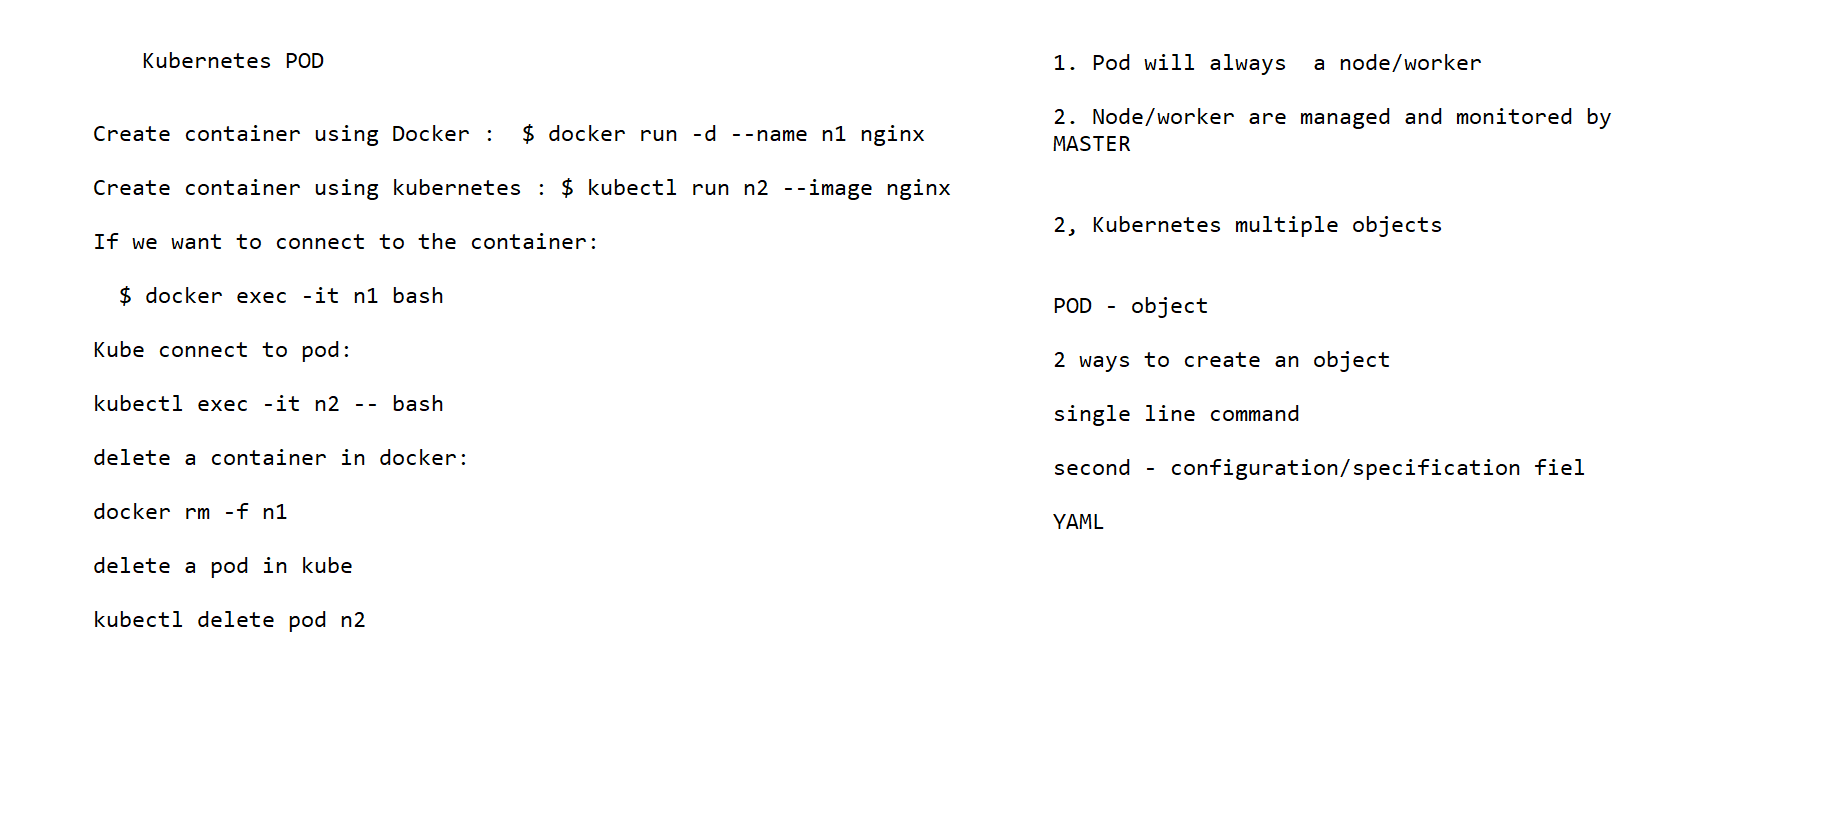 Kubernetes POD
Create container using Docker :  $ docker run -d --name n1 nginx
Create container using kubernetes : $ kubectl run n2 --image nginx
If we want to connect to the container:
$ docker exec -it n1 bash
Kube connect to pod:
kubectl exec -it n2 -- bash
delete a container in docker:
docker rm -f n1
delete a pod in kube
kubectl delete pod n2
1. Pod will always  a node/worker
2. Node/worker are managed and monitored by
MASTER
2, Kubernetes multiple objects
POD - object
2 ways to create an object
single line command
second - configuration/specification fiel
YAML